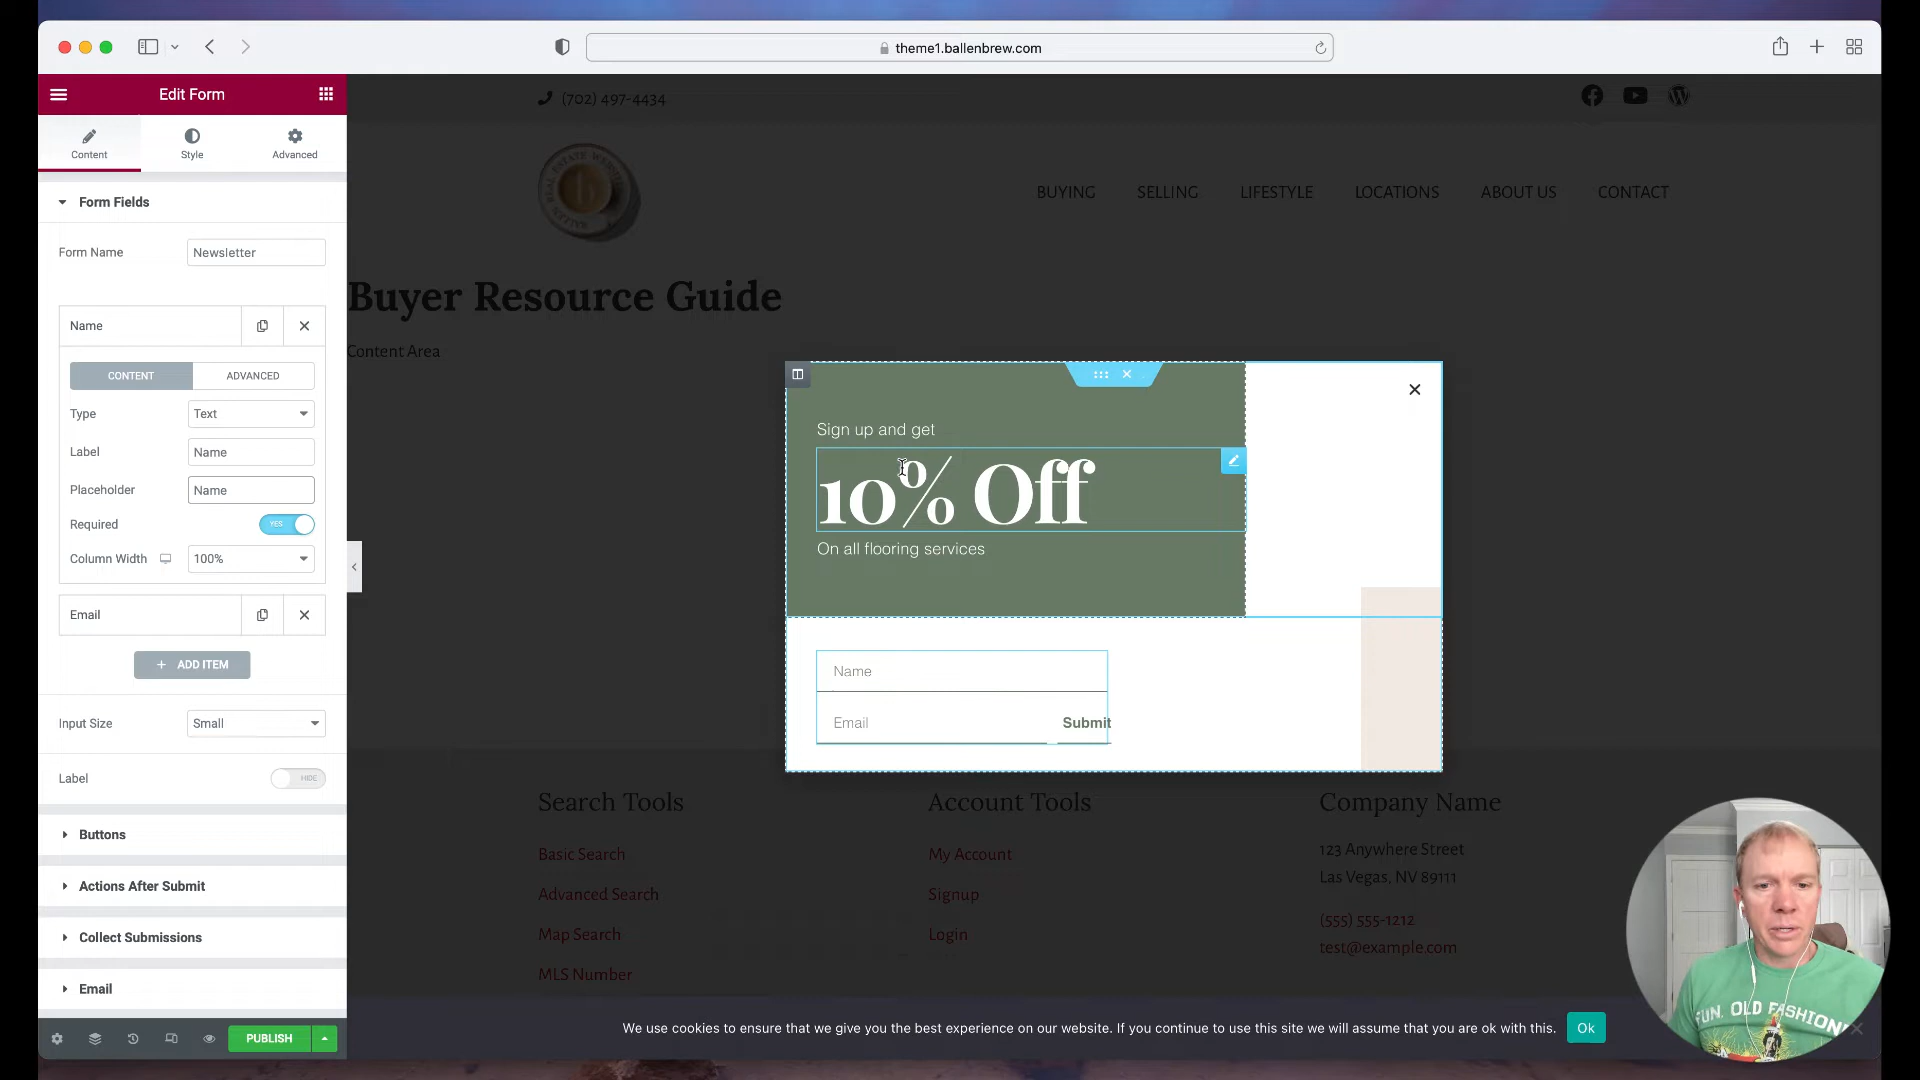 theme1.ballenbrew.com
Edit Form
Content
Style
Advanced
Form Fields
Form Name
Newsletter
Name
CONTENT
ADVANCED
Type
Text
Label
Name
Placeholder
Name
Required
YES
Column Width
100%
Email
ADD ITEM
Input Size
Small
Label
HIDE
Buttons
Actions After Submit
Collect Submissions
Email
PUBLISH
(702) 497-4434
BUYING
SELLING
LIFESTYLE
LOCATIONS
ABOUT US
CONTACT
Buyer Resource Guide
Content Area
Sign up and get
10% Off
On all flooring services
Name
Email
Submit
Search Tools
Basic Search
Advanced Search
Map Search
MLS Number
Account Tools
My Account
Signup
Login
Company Name
123 Anywhere Street
Las Vegas, NV 89111
(555) 555-1212
test@example.com
We use cookies to ensure that we give you the best experience on our website. If you continue to use this site we will assume that you are ok with this.
Ok
FUN, OLD FASHION